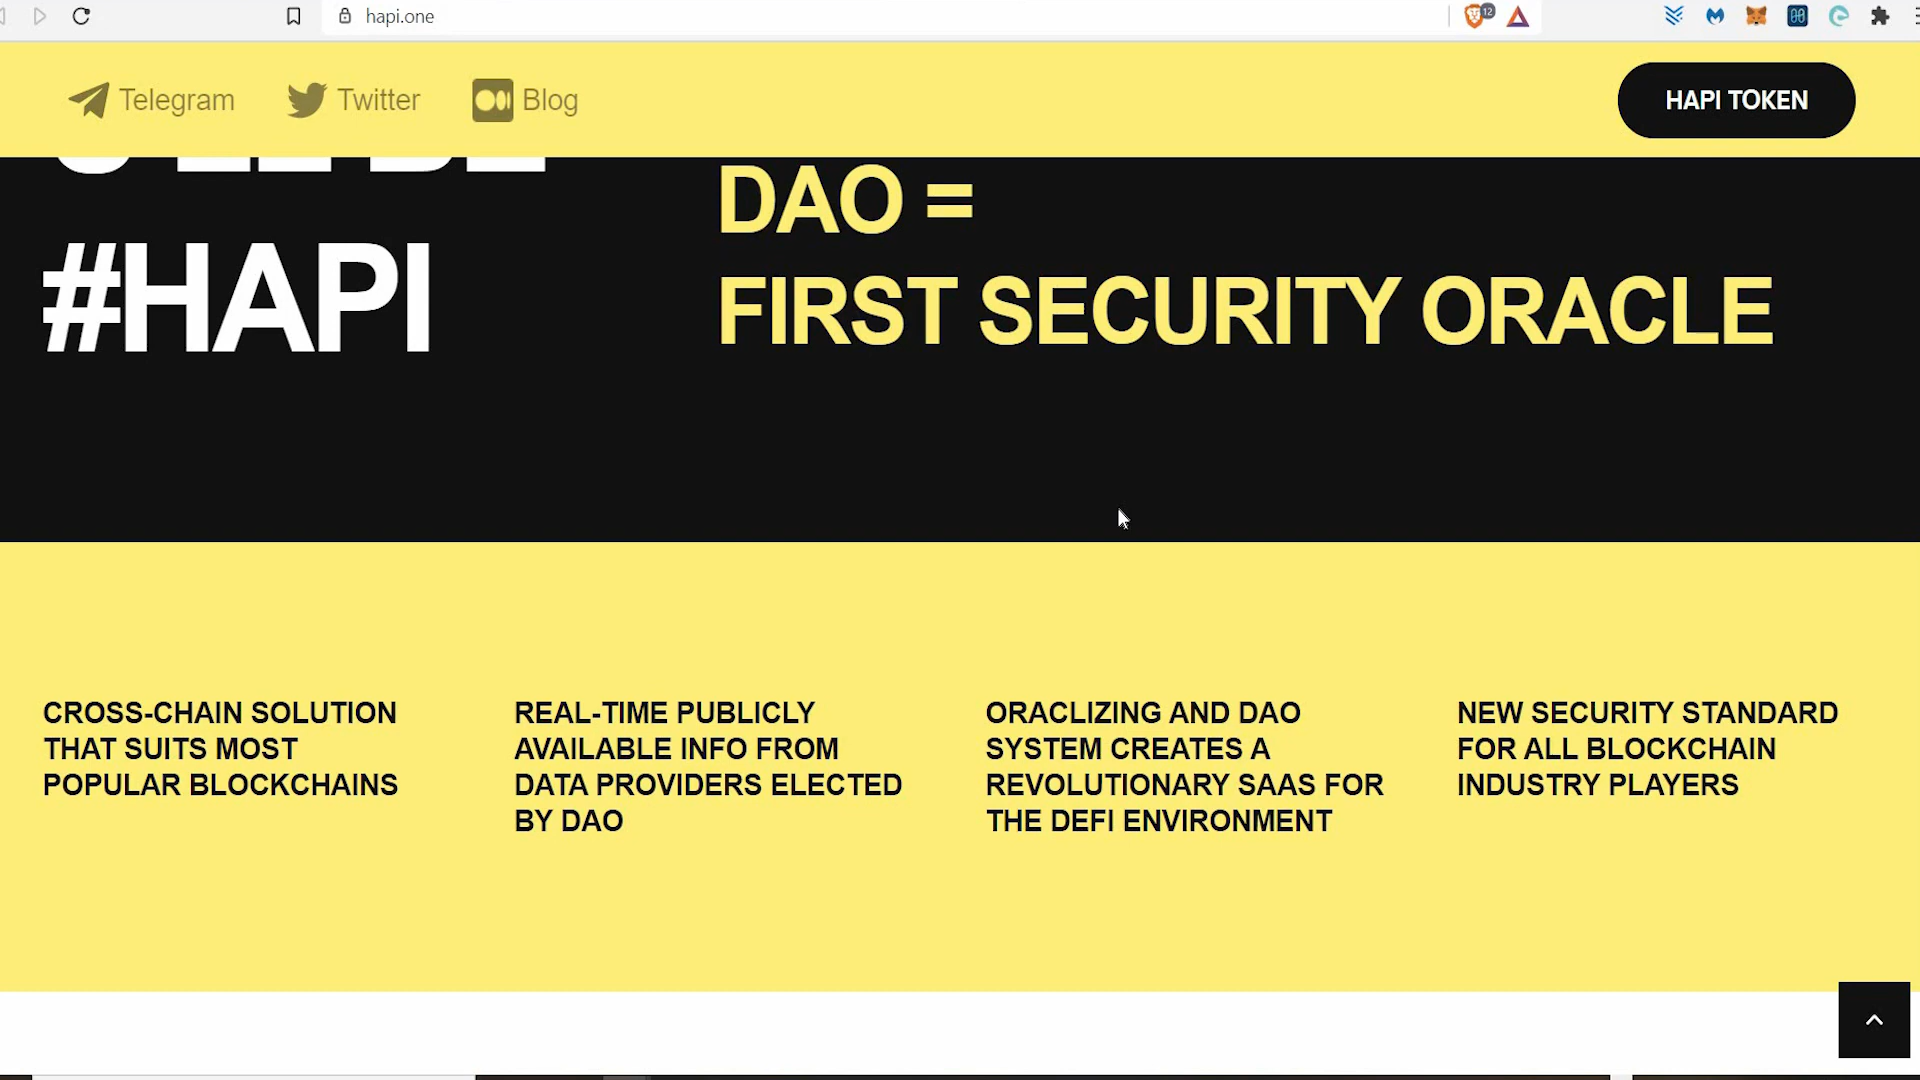 hapi.one
12
Telegram
Twitter
Blog
HAPI TOKEN
#HAPI
DAO =
FIRST SECURITY ORACLE
CROSS-CHAIN SOLUTION
THAT SUITS MOST
POPULAR BLOCKCHAINS
REAL-TIME PUBLICLY
AVAILABLE INFO FROM
DATA PROVIDERS ELECTED
BY DAO
ORACLIZING AND DAO
SYSTEM CREATES A
REVOLUTIONARY SAAS FOR
THE DEFI ENVIRONMENT
NEW SECURITY STANDARD
FOR ALL BLOCKCHAIN
INDUSTRY PLAYERS